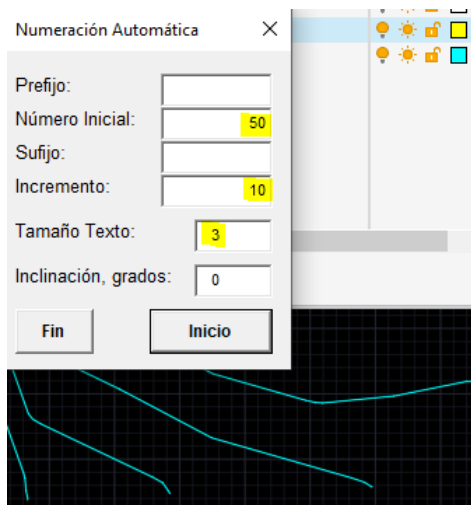 Numeración Automática
Prefijo:
Número Inicial: 50
Sufijo:
Incremento: 10
Tamaño Texto: 3
Inclinación, grados: 0
Fin Inicio